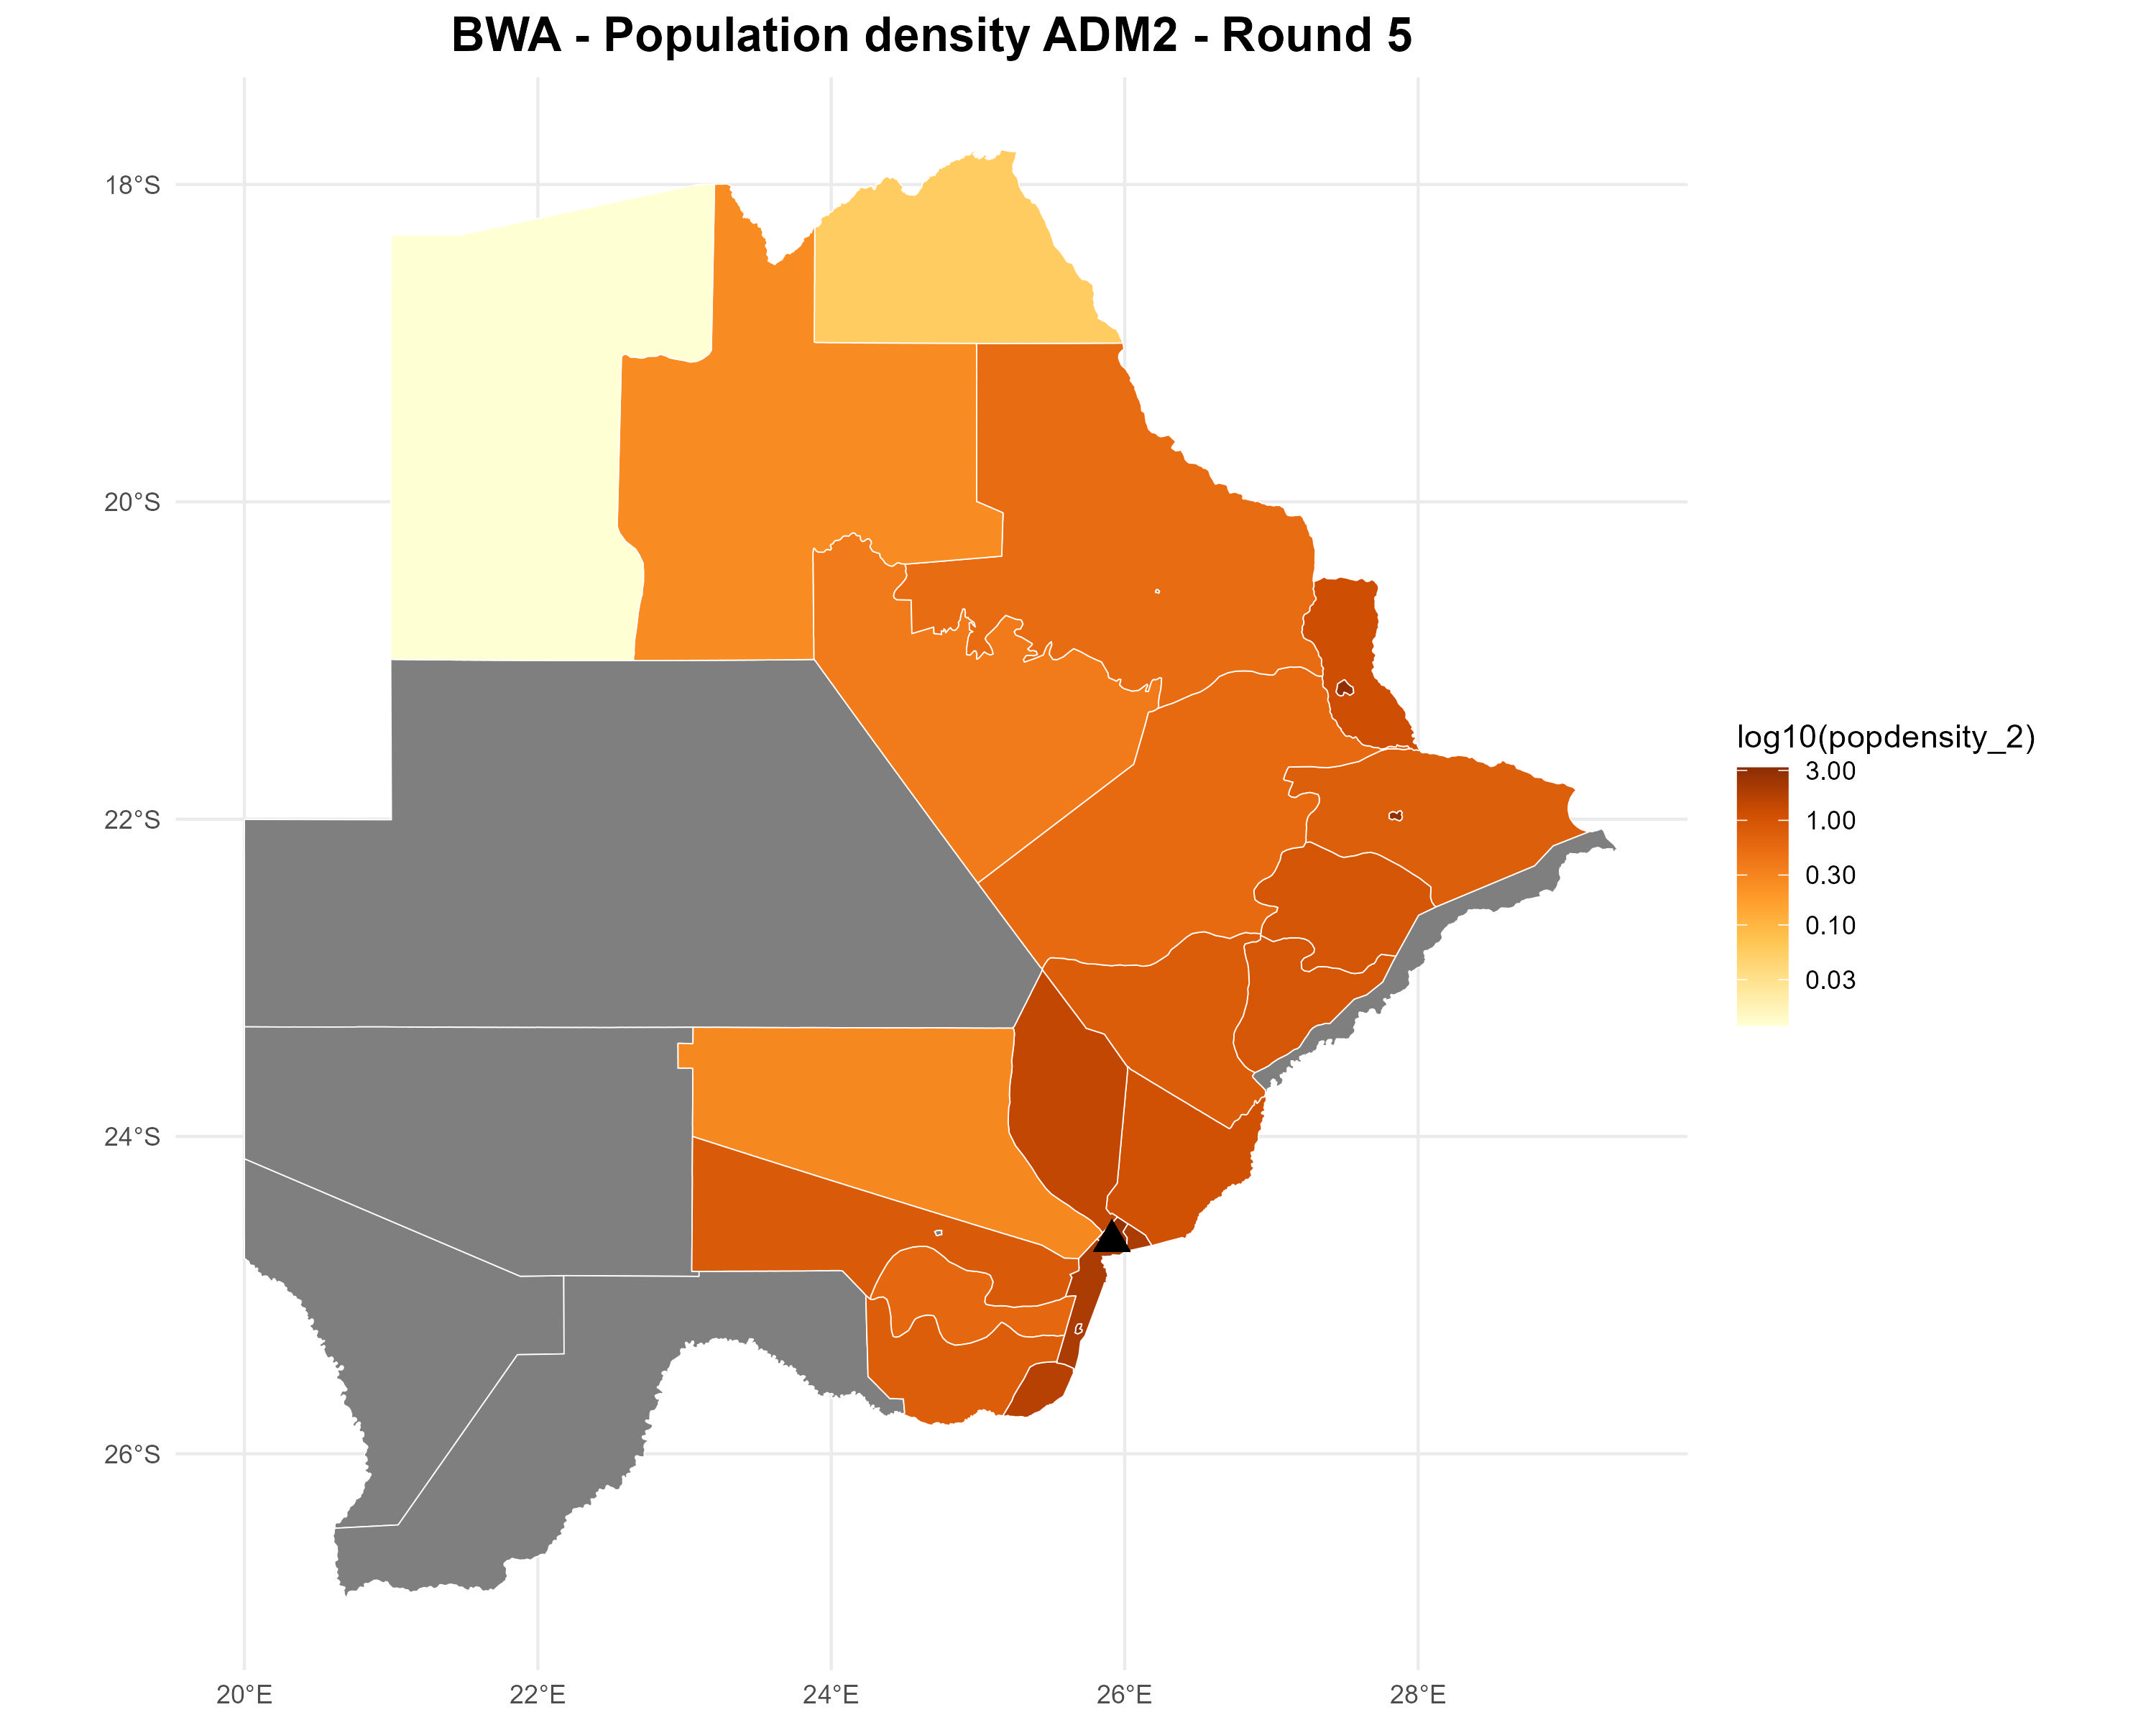 BWA - Population density ADM2 - Round 5
18°S
20°S
22°S
24°S
26°S
20°E
22°E
24°E
26°E
28°E
log10(popdensity_2)
3.00
1.00
0.30
0.10
0.03